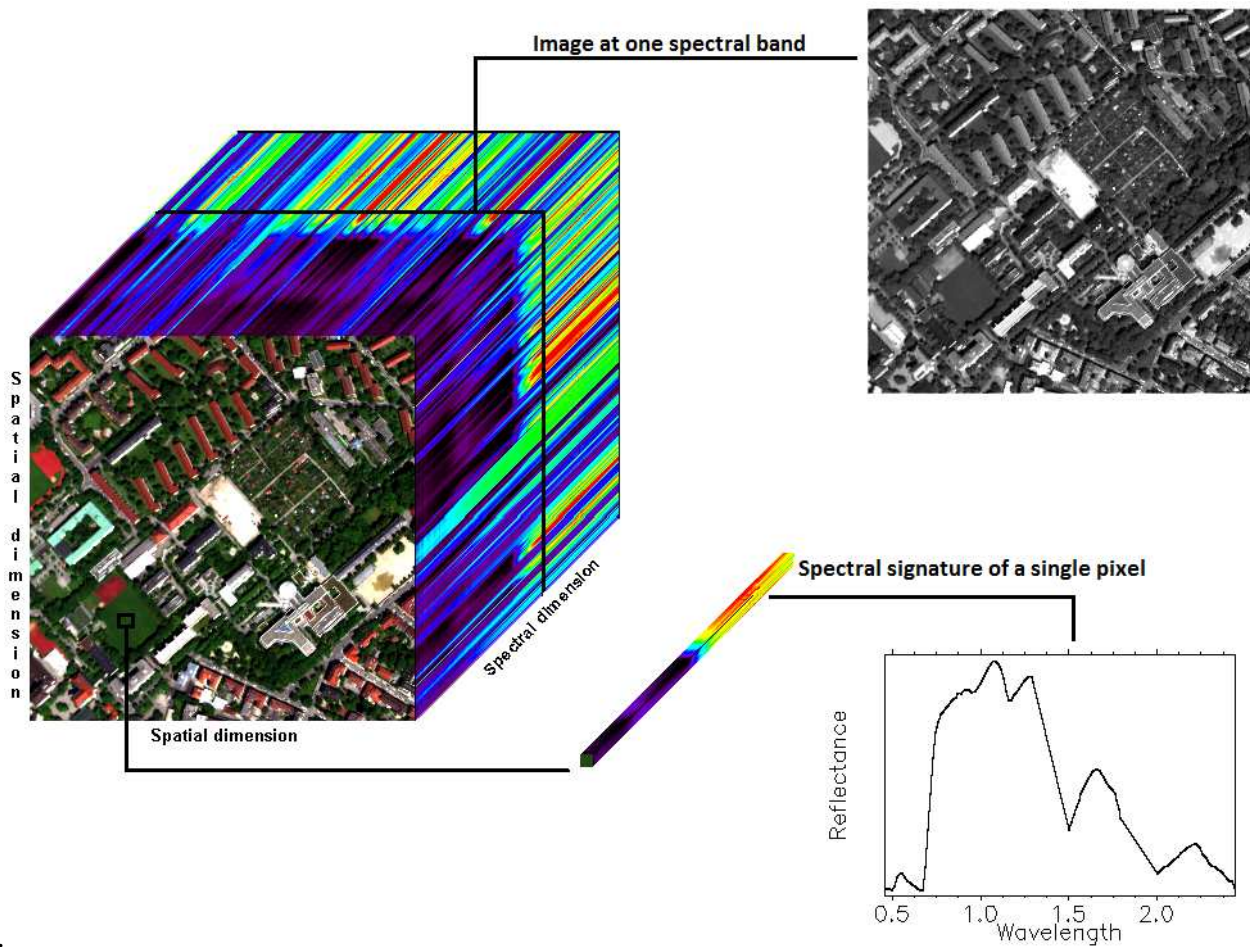 Image at one spectral band
Spatial dimension
Spectral dimension
Spatial dimension
Spectral signature of a single pixel
Reflectance
0.5 1.0 1.5 2.0
Wavelength